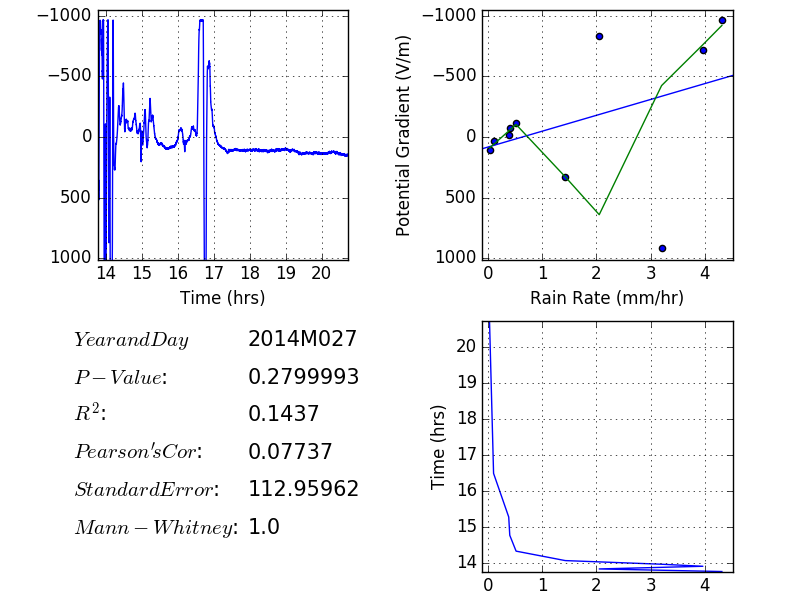 −1000
−500
0
500
1000
14 15 16 17 18 19 20
Time (hrs)
−1000
−500
0
500
1000
Potential Gradient (V/m)
0 1 2 3 4
Rain Rate (mm/hr)
YearandDay 2014M027
P−Value: 0.2799993
R²: 0.1437
Pearson'sCor: 0.07737
StandardError: 112.95962
Mann−Whitney: 1.0
20
19
18
17
16
15
14
Time (hrs)
0 1 2 3 4